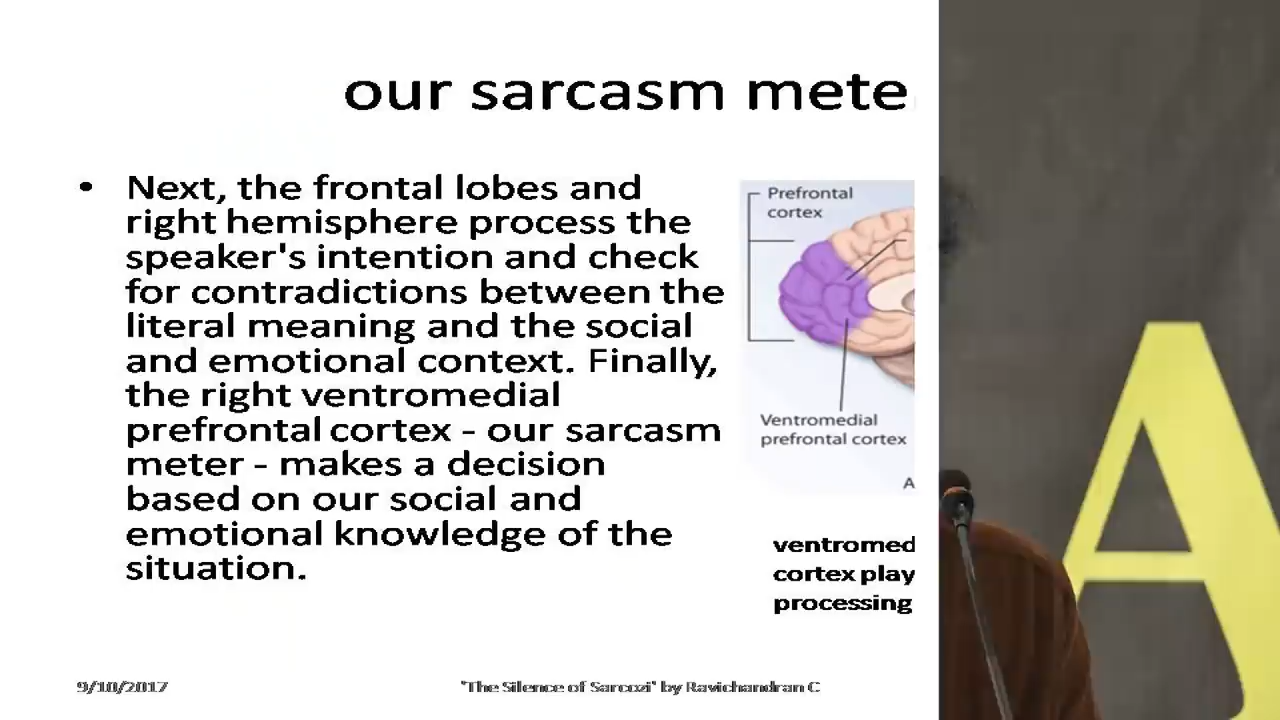 our sarcasm mete
• Next, the frontal lobes and
right hemisphere process the
speaker's intention and check
for contradictions between the
literal meaning and the social
and emotional context. Finally,
the right ventromedial
prefrontal cortex - our sarcasm
meter - makes a decision
based on our social and
emotional knowledge of the
situation.
Prefrontal
cortex
Ventromedial
prefrontal cortex
A
ventromed
cortex play
processing
9/10/2017
'The Silence of Sarcozi' by Ravichandran C
A